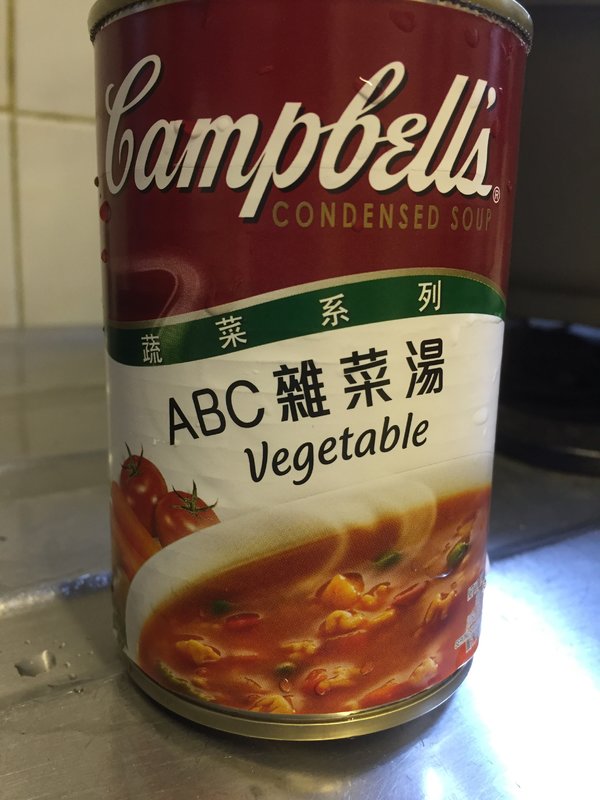 Campbell's®
CONDENSED SOUP
蔬菜系列
ABC雜菜湯
Vegetable